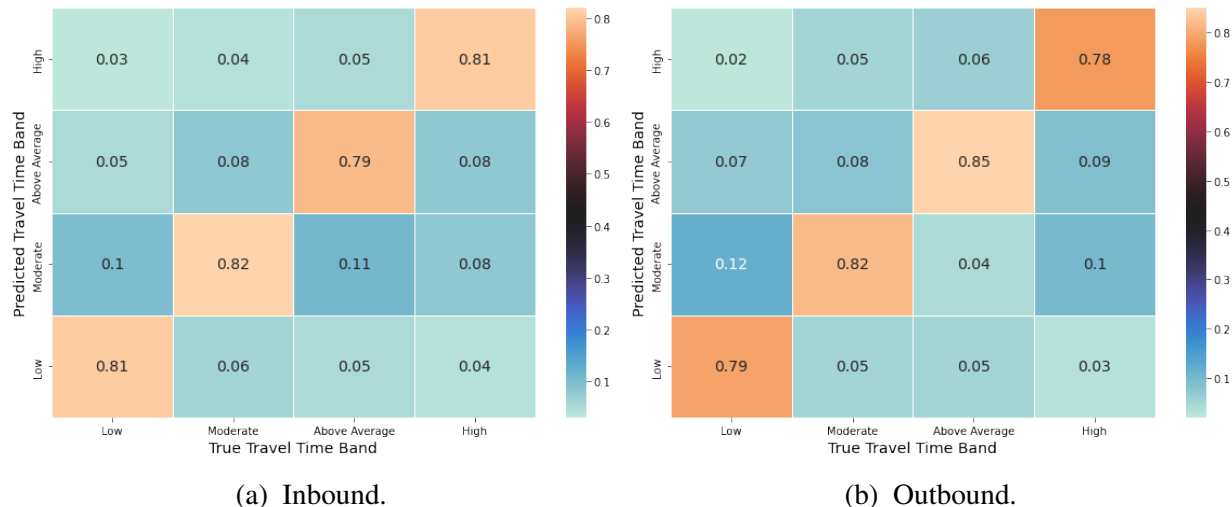 High 0.03 0.04 0.05 0.81
Above Average 0.05 0.08 0.79 0.08
Moderate 0.1 0.82 0.11 0.08
Low 0.81 0.06 0.05 0.04
Low Moderate Above Average High
True Travel Time Band
Predicted Travel Time Band
0.8
0.7
0.6
0.5
0.4
0.3
0.2
0.1
(a) Inbound.
High 0.02 0.05 0.06 0.78
Above Average 0.07 0.08 0.85 0.09
Moderate 0.12 0.82 0.04 0.1
Low 0.79 0.05 0.05 0.03
Low Moderate Above Average High
True Travel Time Band
Predicted Travel Time Band
0.8
0.7
0.6
0.5
0.4
0.3
0.2
0.1
(b) Outbound.